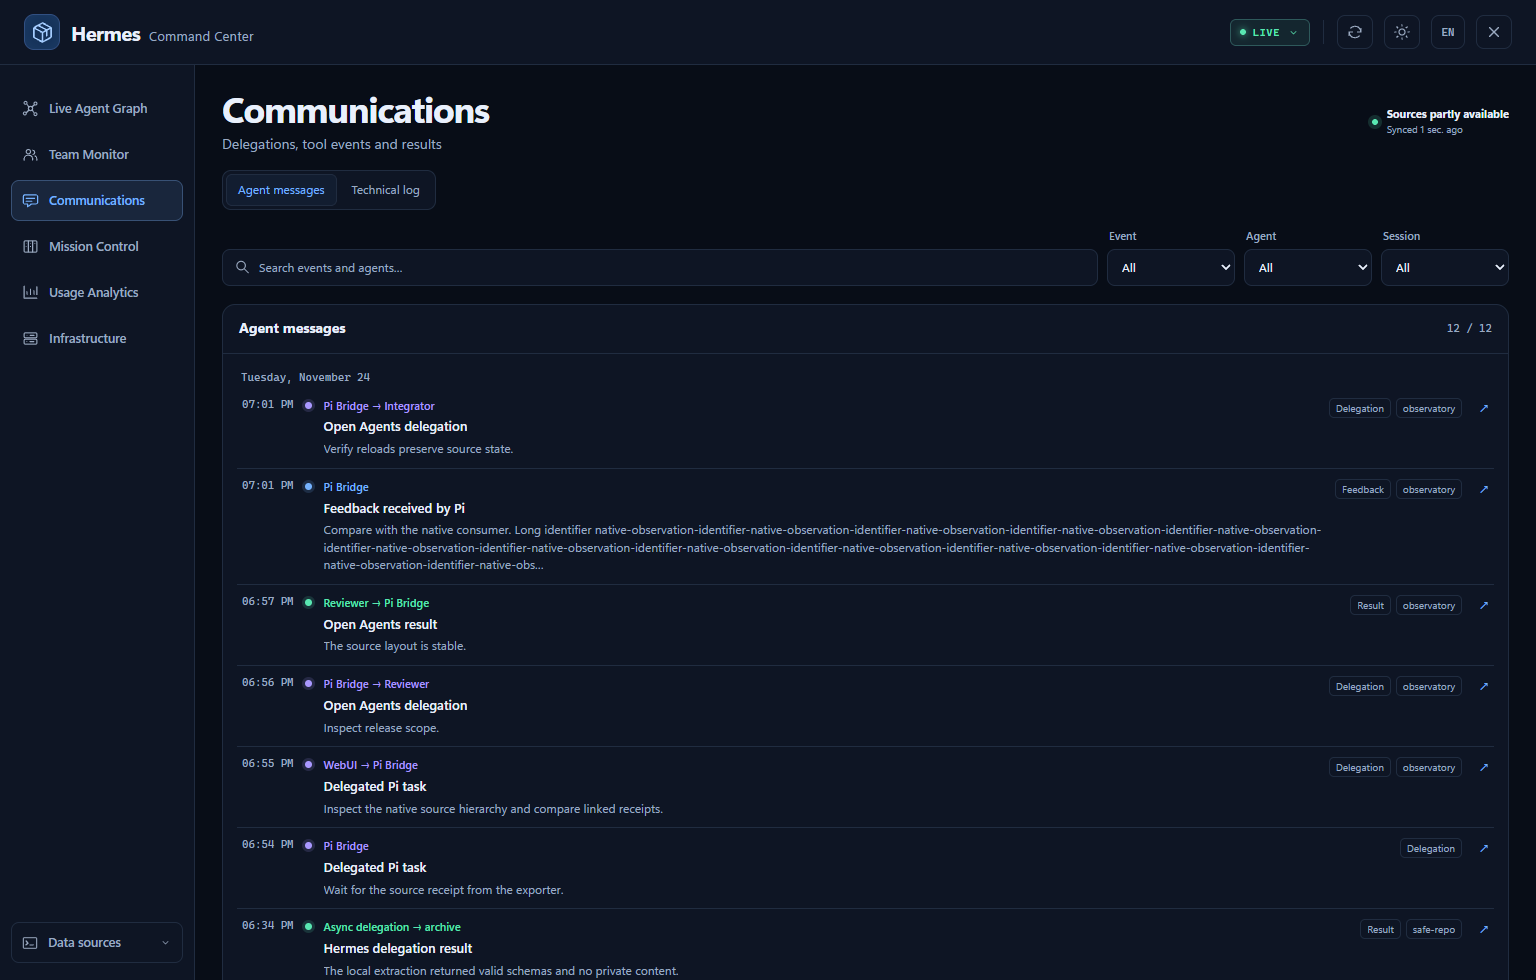 Hermes Command Center
LIVE
EN
Live Agent Graph
Team Monitor
Communications
Mission Control
Usage Analytics
Infrastructure
Data sources
Communications
Delegations, tool events and results
Sources partly available
Synced 1 sec. ago
Agent messages
Technical log
Search events and agents...
Event
All
Agent
All
Session
All
Agent messages
12 / 12
Tuesday, November 24
07:01 PM
Pi Bridge → Integrator
Delegation
observatory
↗
Open Agents delegation
Verify reloads preserve source state.
07:01 PM
Pi Bridge
Feedback
observatory
↗
Feedback received by Pi
Compare with the native consumer. Long identifier native-observation-identifier-native-observation-identifier-native-observation-identifier-native-observation-identifier-native-observation-
identifier-native-observation-identifier-native-observation-identifier-native-observation-identifier-native-observation-identifier-native-observation-identifier-native-observation-identifier-
native-observation-identifier-native-obs...
06:57 PM
Reviewer → Pi Bridge
Result
observatory
↗
Open Agents result
The source layout is stable.
06:56 PM
Pi Bridge → Reviewer
Delegation
observatory
↗
Open Agents delegation
Inspect release scope.
06:55 PM
WebUI → Pi Bridge
Delegation
observatory
↗
Delegated Pi task
Inspect the native source hierarchy and compare linked receipts.
06:54 PM
Pi Bridge
Delegation
↗
Delegated Pi task
Wait for the source receipt from the exporter.
06:34 PM
Async delegation → archive
Result
safe-repo
↗
Hermes delegation result
The local extraction returned valid schemas and no private content.